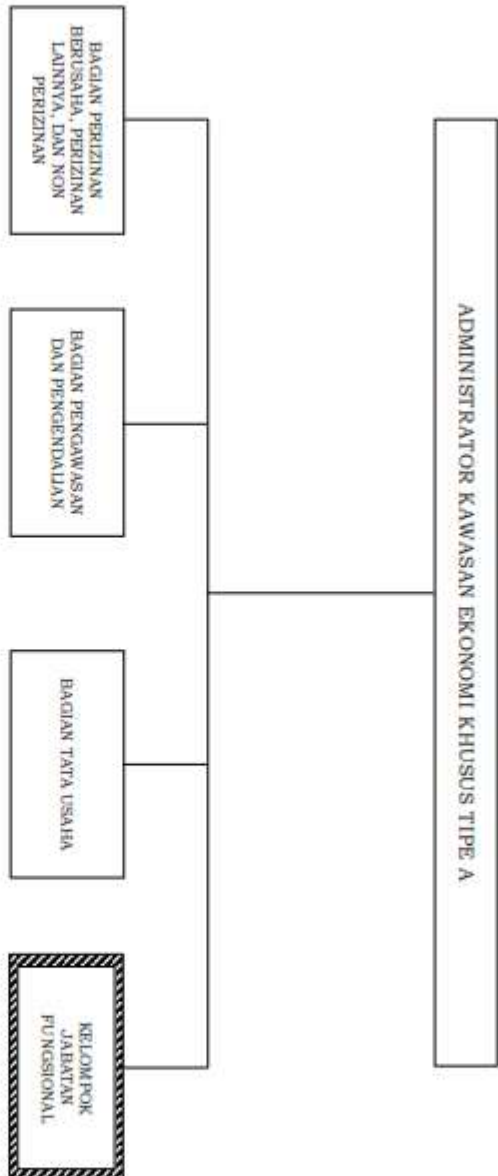 ADMINISTRATOR KAWASAN EKONOMI KHUSUS TIPE A
BAGIAN PERIZINAN
BERUSAHA, PERIZINAN
LAINNYA, DAN NON
PERIZINAN
BAGIAN PENGAWASAN
DAN PENGENDALIAN
BAGIAN TATA USAHA
KELOMPOK
JABATAN
FUNGSIONAL